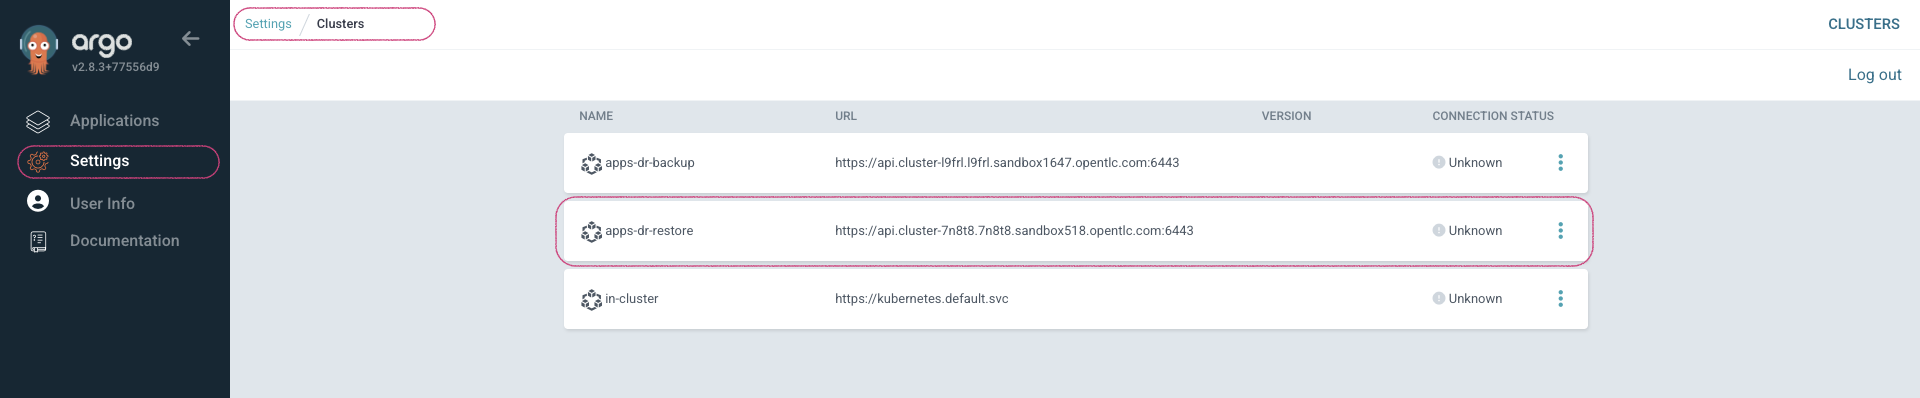 argo
v2.8.3+77556d9
Applications
Settings
User Info
Documentation
Settings / Clusters
CLUSTERS
Log out
NAME URL VERSION CONNECTION STATUS
apps-dr-backup https://api.cluster-l9frl.l9frl.sandbox1647.opentlc.com:6443 Unknown
apps-dr-restore https://api.cluster-7n8t8.7n8t8.sandbox518.opentlc.com:6443 Unknown
in-cluster https://kubernetes.default.svc Unknown